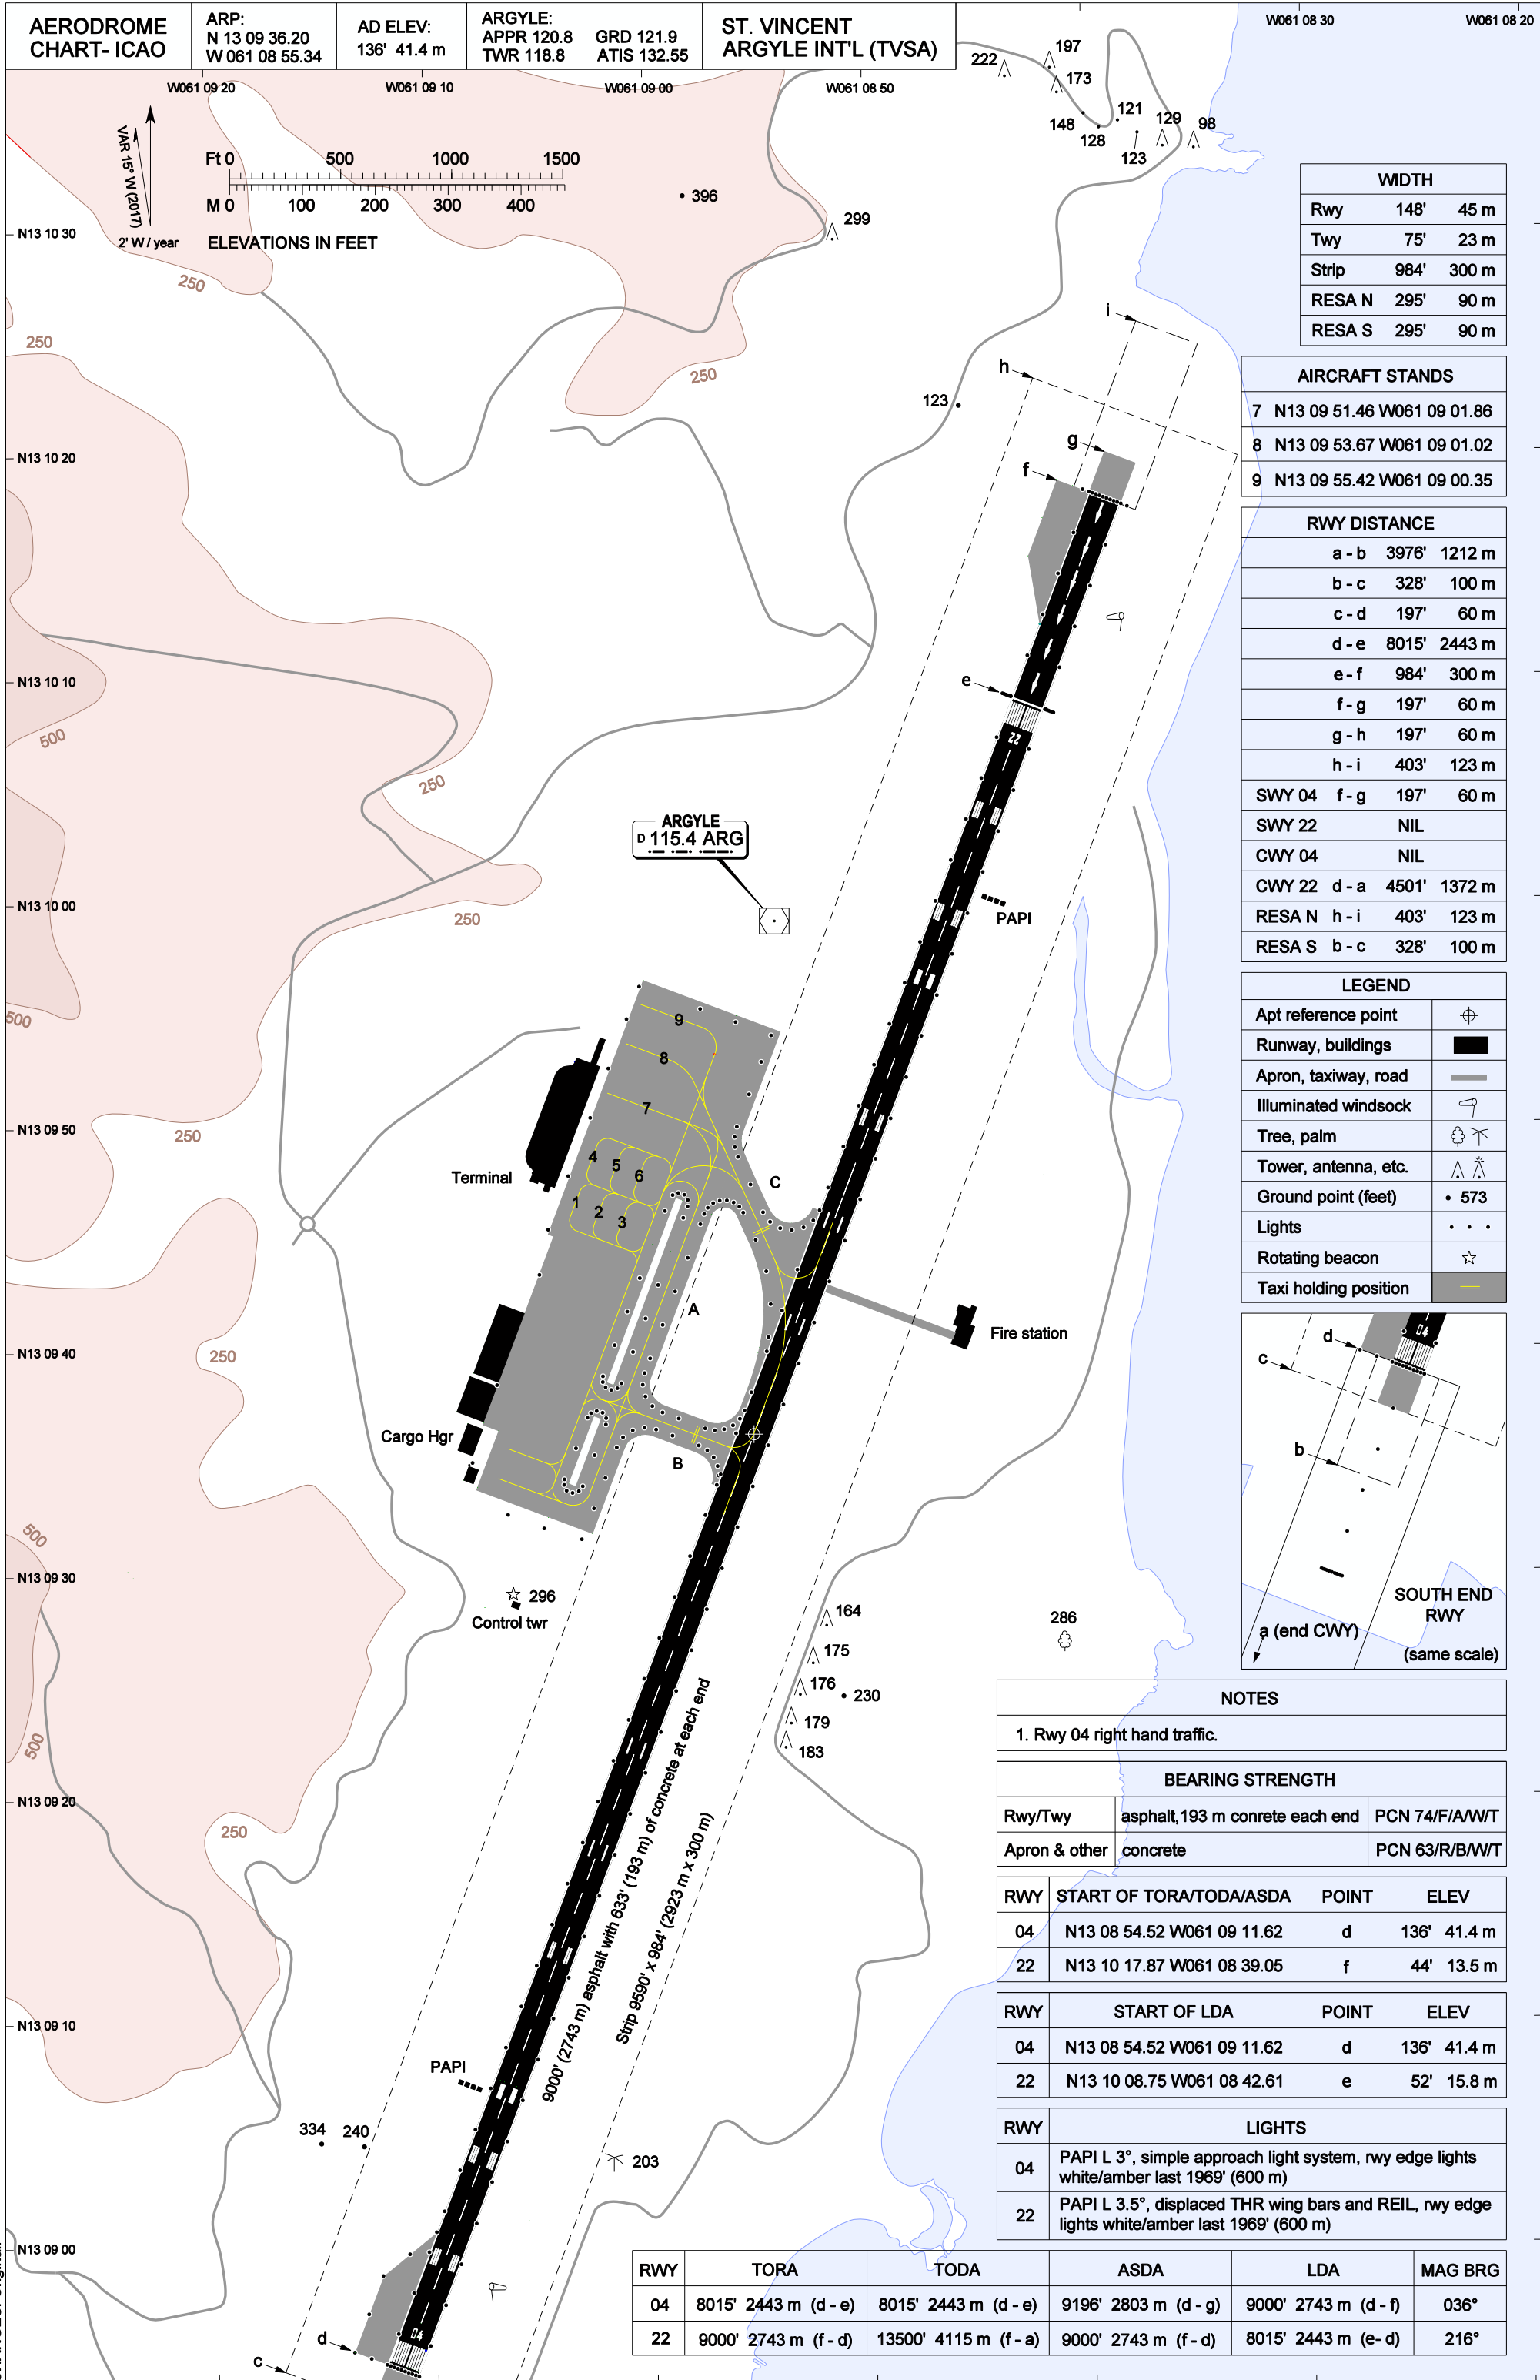 AERODROME
CHART- ICAO
ARP:
N 13 09 36.20
W 061 08 55.34
AD ELEV:
136' 41.4 m
ARGYLE:
APPR 120.8 GRD 121.9
TWR 118.8 ATIS 132.55
ST. VINCENT
ARGYLE INT'L (TVSA)
W061 08 30
W061 08 20
W061 09 20
W061 09 10
W061 09 00
W061 08 50
222
197
173
148
128
121
123
129
98
VAR 15° W (2017)
2' W / year
Ft 0 500 1000 1500
M 0 100 200 300 400
ELEVATIONS IN FEET
396
299
N13 10 30
250
250
250
123
i
h
g
f
e
N13 10 20
N13 10 10
500
250
22
ARGYLE
D 115.4 ARG
PAPI
N13 10 00
250
500
9
8
7
4
5
6
1
2
3
Terminal
C
A
B
N13 09 50
250
Fire station
N13 09 40
250
Cargo Hgr
N13 09 30
500
296
Control twr
164
175
176
230
179
183
286
500
N13 09 20
250
9000' (2743 m) asphalt with 633' (193 m) of concrete at each end
Strip 9590' x 984' (2923 m x 300 m)
N13 09 10
PAPI
334
240
203
N13 09 00
04
d
c
WIDTH
Rwy 148' 45 m
Twy 75' 23 m
Strip 984' 300 m
RESA N 295' 90 m
RESA S 295' 90 m
AIRCRAFT STANDS
7 N13 09 51.46 W061 09 01.86
8 N13 09 53.67 W061 09 01.02
9 N13 09 55.42 W061 09 00.35
RWY DISTANCE
a - b 3976' 1212 m
b - c 328' 100 m
c - d 197' 60 m
d - e 8015' 2443 m
e - f 984' 300 m
f - g 197' 60 m
g - h 197' 60 m
h - i 403' 123 m
SWY 04 f - g 197' 60 m
SWY 22 NIL
CWY 04 NIL
CWY 22 d - a 4501' 1372 m
RESA N h - i 403' 123 m
RESA S b - c 328' 100 m
LEGEND
Apt reference point
Runway, buildings
Apron, taxiway, road
Illuminated windsock
Tree, palm
Tower, antenna, etc.
Ground point (feet) • 573
Lights
Rotating beacon
Taxi holding position
04
d
c
b
a (end CWY)
SOUTH END
RWY
(same scale)
NOTES
1. Rwy 04 right hand traffic.
BEARING STRENGTH
Rwy/Twy asphalt,193 m conrete each end PCN 74/F/A/W/T
Apron & other concrete PCN 63/R/B/W/T
RWY START OF TORA/TODA/ASDA POINT ELEV
04 N13 08 54.52 W061 09 11.62 d 136' 41.4 m
22 N13 10 17.87 W061 08 39.05 f 44' 13.5 m
RWY START OF LDA POINT ELEV
04 N13 08 54.52 W061 09 11.62 d 136' 41.4 m
22 N13 10 08.75 W061 08 42.61 e 52' 15.8 m
RWY LIGHTS
04 PAPI L 3°, simple approach light system, rwy edge lights
white/amber last 1969' (600 m)
22 PAPI L 3.5°, displaced THR wing bars and REIL, rwy edge
lights white/amber last 1969' (600 m)
RWY TORA TODA ASDA LDA MAG BRG
04 8015' 2443 m (d - e) 8015' 2443 m (d - e) 9196' 2803 m (d - g) 9000' 2743 m (d - f) 036°
22 9000' 2743 m (f - d) 13500' 4115 m (f - a) 9000' 2743 m (f - d) 8015' 2443 m (e- d) 216°